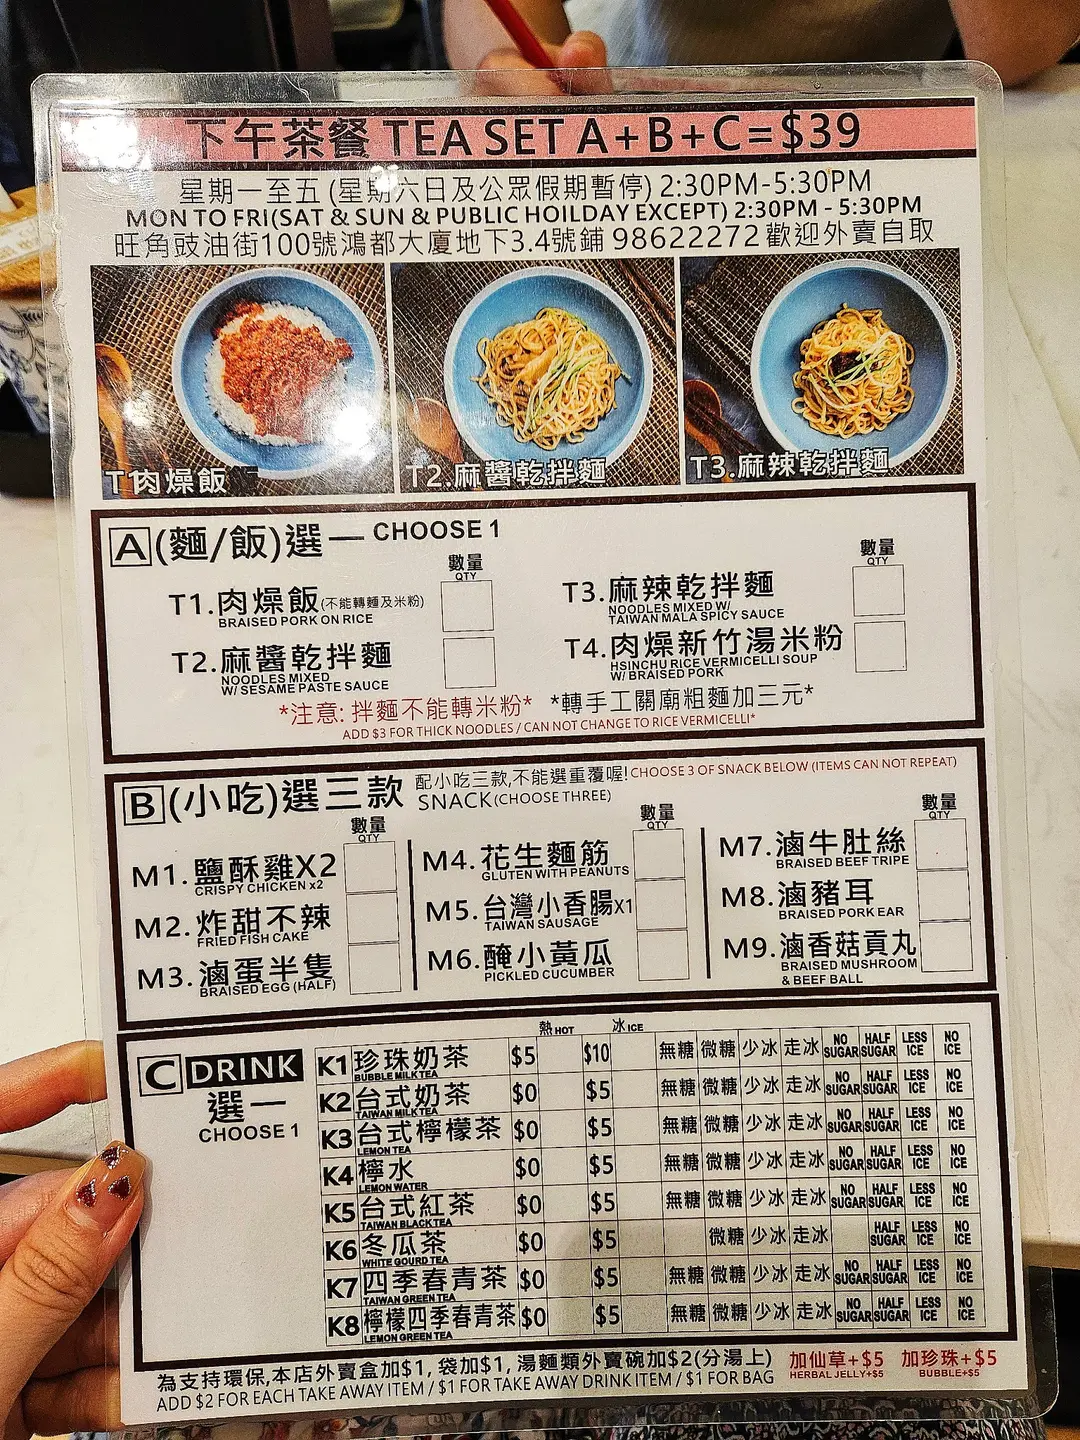 下午茶餐 TEA SET A+B+C=$39
星期一至五 (星期六日及公眾假期暫停) 2:30PM-5:30PM
MON TO FRI(SAT & SUN & PUBLIC HOILDAY EXCEPT) 2:30PM - 5:30PM
旺角豉油街100號鴻都大廈地下3.4號鋪 98622272 歡迎外賣自取
T1肉燥飯
T2.麻醬乾拌麵
T3.麻辣乾拌麵
A (麵/飯)選一 CHOOSE 1
數量
QTY
數量
QTY
T1.肉燥飯(不能轉麵及米粉)
BRAISED PORK ON RICE
T2.麻醬乾拌麵
NOODLES MIXED
W/ SESAME PASTE SAUCE
T3.麻辣乾拌麵
NOODLES MIXED W/
TAIWAN MALA SPICY SAUCE
T4.肉燥新竹湯米粉
HSINCHU RICE VERMICELLI SOUP
W/ BRAISED PORK
*注意: 拌麵不能轉米粉* *轉手工關廟粗麵加三元*
ADD $3 FOR THICK NOODLES / CAN NOT CHANGE TO RICE VERMICELLI*
B (小吃)選三款 配小吃三款,不能選重覆喔! CHOOSE 3 OF SNACK BELOW (ITEMS CAN NOT REPEAT)
SNACK (CHOOSE THREE)
數量
QTY
數量
QTY
數量
QTY
M1.鹽酥雞X2
CRISPY CHICKEN x2
M2.炸甜不辣
FRIED FISH CAKE
M3.滷蛋半隻
BRAISED EGG (HALF)
M4.花生麵筋
GLUTEN WITH PEANUTS
M5.台灣小香腸X1
TAIWAN SAUSAGE
M6.醃小黃瓜
PICKLED CUCUMBER
M7.滷牛肚絲
BRAISED BEEF TRIPE
M8.滷豬耳
BRAISED PORK EAR
M9.滷香菇貢丸
BRAISED MUSHROOM
& BEEF BALL
C DRINK
選一
CHOOSE 1
熱 HOT 冰 ICE
K1 珍珠奶茶 $5 $10 無糖 微糖 少冰 走冰 NO SUGAR HALF SUGAR LESS ICE NO ICE
BUBBLE MILK TEA
K2 台式奶茶 $0 $5 無糖 微糖 少冰 走冰 NO SUGAR HALF SUGAR LESS ICE NO ICE
TAIWAN MILK TEA
K3 台式檸檬茶 $0 $5 無糖 微糖 少冰 走冰 NO SUGAR HALF SUGAR LESS ICE NO ICE
LEMON TEA
K4 檸水 $0 $5 無糖 微糖 少冰 走冰 NO SUGAR HALF SUGAR LESS ICE NO ICE
LEMON WATER
K5 台式紅茶 $0 $5 無糖 微糖 少冰 走冰 NO SUGAR HALF SUGAR LESS ICE NO ICE
TAIWAN BLACK TEA
K6 冬瓜茶 $0 $5 微糖 少冰 走冰 HALF SUGAR LESS ICE NO ICE
WHITE GOURD TEA
K7 四季春青茶 $0 $5 無糖 微糖 少冰 走冰 NO SUGAR HALF SUGAR LESS ICE NO ICE
TAIWAN GREEN TEA
K8 檸檬四季春青茶 $0 $5 無糖 微糖 少冰 走冰 NO SUGAR HALF SUGAR LESS ICE NO ICE
LEMON GREEN TEA
為支持環保,本店外賣盒加$1, 袋加$1, 湯麵類外賣碗加$2(分湯上) 加仙草+$5 加珍珠+$5
HERBAL JELLY+$5 BUBBLE+$5
ADD $2 FOR EACH TAKE AWAY ITEM / $1 FOR TAKE AWAY DRINK ITEM / $1 FOR BAG